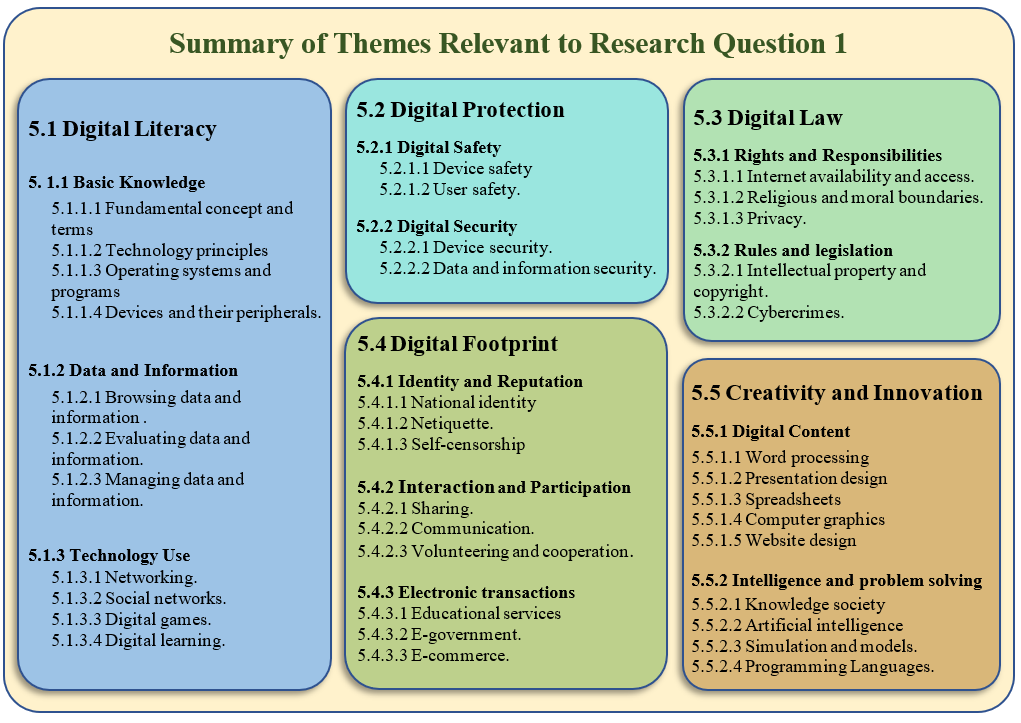 Summary of Themes Relevant to Research Question 1
5.1 Digital Literacy
5. 1.1 Basic Knowledge
5.1.1.1 Fundamental concept and
terms
5.1.1.2 Technology principles
5.1.1.3 Operating systems and
programs
5.1.1.4 Devices and their peripherals.
5.1.2 Data and Information
5.1.2.1 Browsing data and
information .
5.1.2.2 Evaluating data and
information.
5.1.2.3 Managing data and
information.
5.1.3 Technology Use
5.1.3.1 Networking.
5.1.3.2 Social networks.
5.1.3.3 Digital games.
5.1.3.4 Digital learning.
5.2 Digital Protection
5.2.1 Digital Safety
5.2.1.1 Device safety
5.2.1.2 User safety.
5.2.2 Digital Security
5.2.2.1 Device security.
5.2.2.2 Data and information security.
5.3 Digital Law
5.3.1 Rights and Responsibilities
5.3.1.1 Internet availability and access.
5.3.1.2 Religious and moral boundaries.
5.3.1.3 Privacy.
5.3.2 Rules and legislation
5.3.2.1 Intellectual property and
copyright.
5.3.2.2 Cybercrimes.
5.4 Digital Footprint
5.4.1 Identity and Reputation
5.4.1.1 National identity
5.4.1.2 Netiquette.
5.4.1.3 Self-censorship
5.4.2 Interaction and Participation
5.4.2.1 Sharing.
5.4.2.2 Communication.
5.4.2.3 Volunteering and cooperation.
5.4.3 Electronic transactions
5.4.3.1 Educational services
5.4.3.2 E-government.
5.4.3.3 E-commerce.
5.5 Creativity and Innovation
5.5.1 Digital Content
5.5.1.1 Word processing
5.5.1.2 Presentation design
5.5.1.3 Spreadsheets
5.5.1.4 Computer graphics
5.5.1.5 Website design
5.5.2 Intelligence and problem solving
5.5.2.1 Knowledge society
5.5.2.2 Artificial intelligence
5.5.2.3 Simulation and models.
5.5.2.4 Programming Languages.